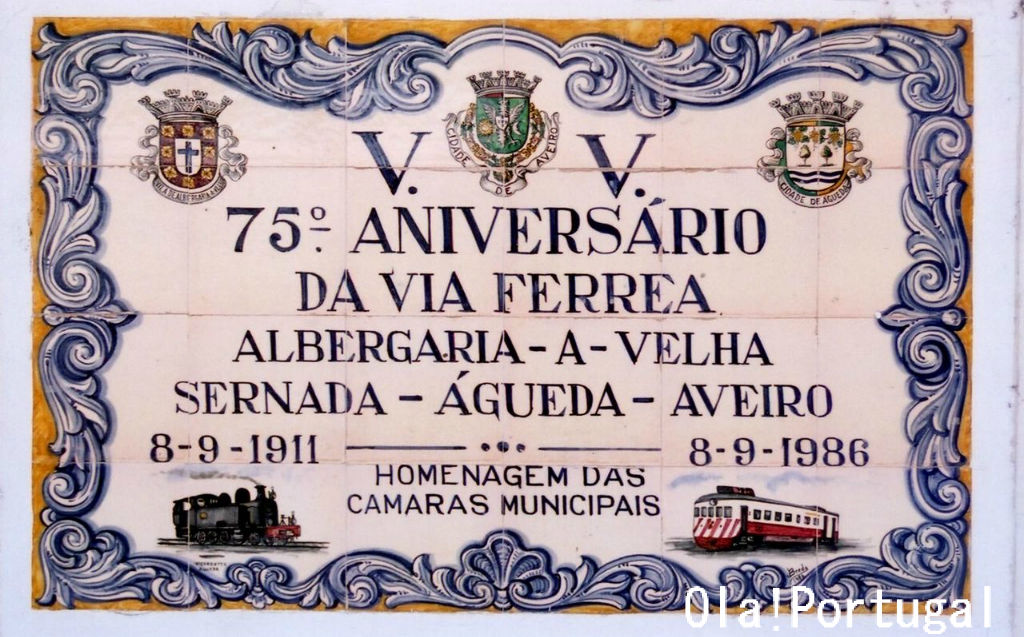 V. V.
CIDADE DE AVEIRO
CIDADE DE AGUEDA
75º ANIVERSÁRIO
DA VIA FERREA
ALBERGARIA-A-VELHA
SERNADA - ÁGUEDA - AVEIRO
8-9-1911
8-9-1986
HOMENAGEM DAS
CAMARAS MUNICIPAIS
Ola!Portugal